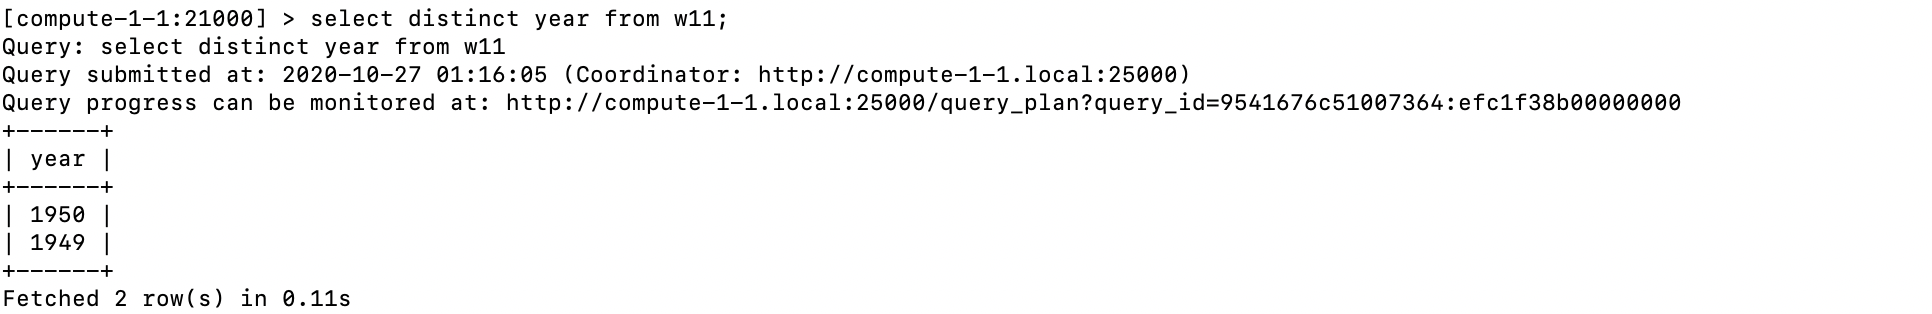 [compute-1-1:21000] > select distinct year from w11;
Query: select distinct year from w11
Query submitted at: 2020-10-27 01:16:05 (Coordinator: http://compute-1-1.local:25000)
Query progress can be monitored at: http://compute-1-1.local:25000/query_plan?query_id=9541676c51007364:efc1f38b00000000
+------+
| year |
+------+
| 1950 |
| 1949 |
+------+
Fetched 2 row(s) in 0.11s